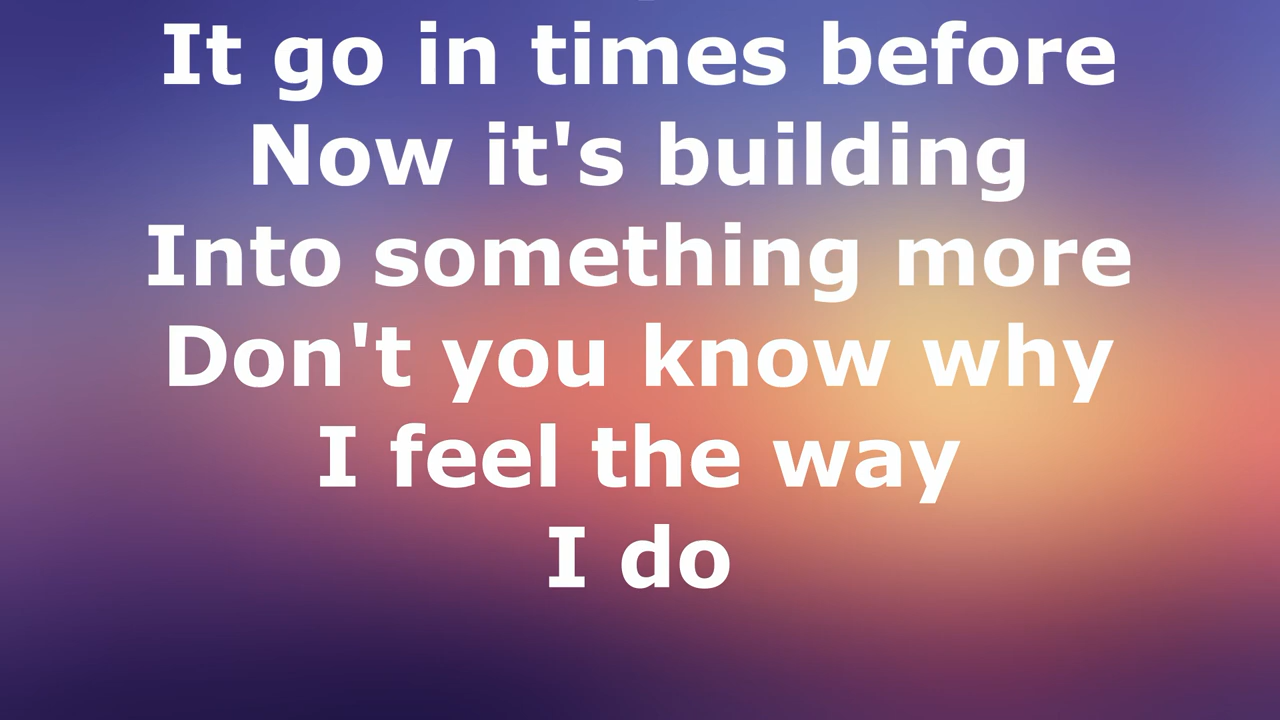 It go in times before
Now it's building
Into something more
Don't you know why
I feel the way
I do